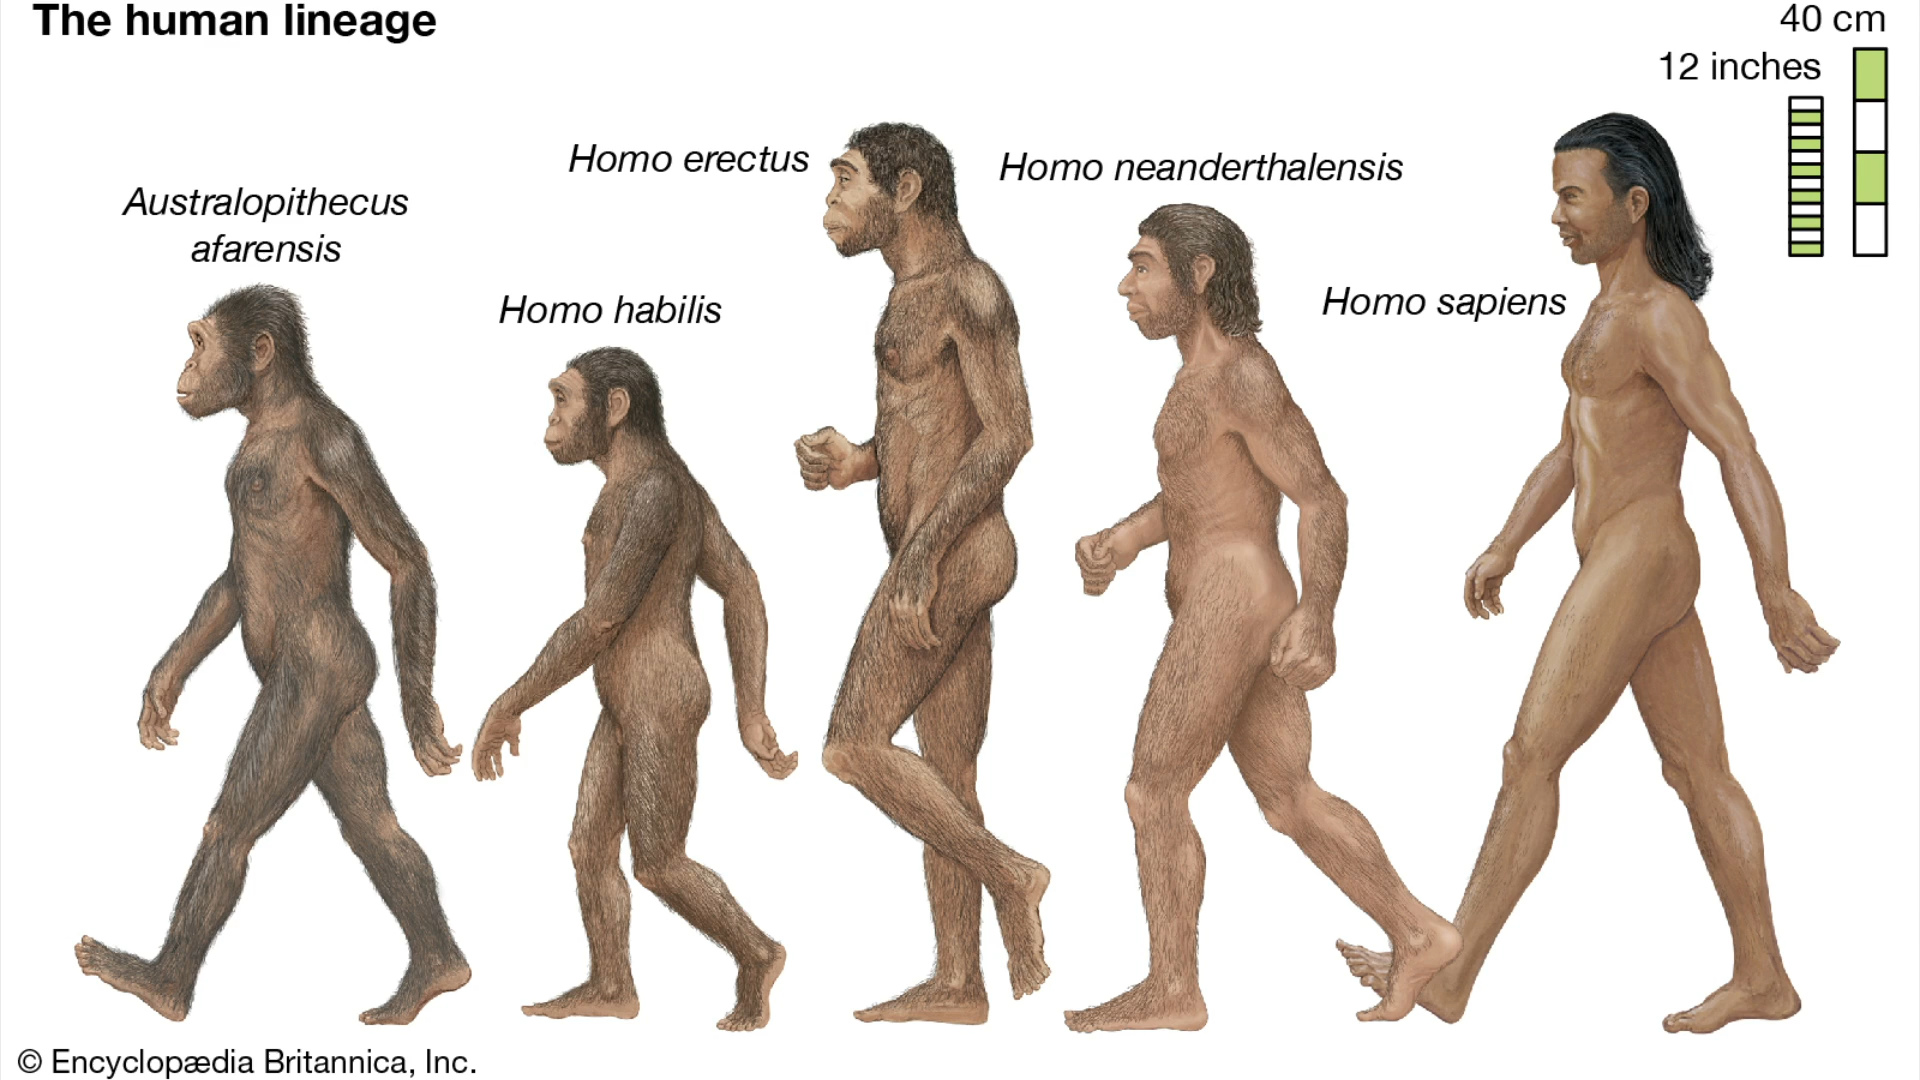 The human lineage
40 cm
12 inches
Homo erectus
Homo neanderthalensis
Australopithecus
afarensis
Homo habilis
Homo sapiens
© Encyclopædia Britannica, Inc.